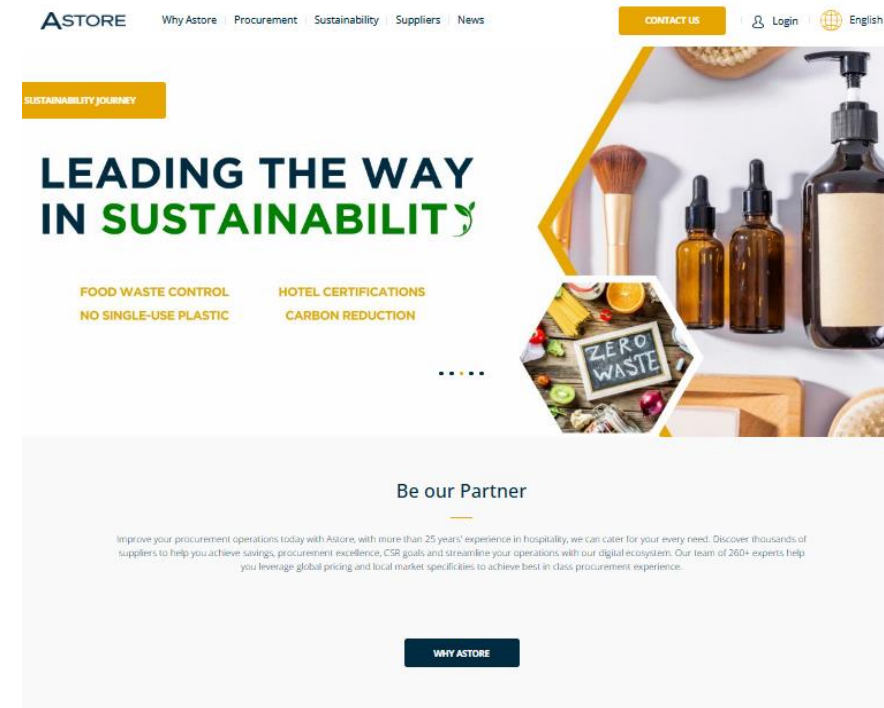 ASTORE
Why Astore
Procurement
Sustainability
Suppliers
News
CONTACT US
Login
English
SUSTAINABILITY JOURNEY
LEADING THE WAY
IN SUSTAINABILITY
FOOD WASTE CONTROL
HOTEL CERTIFICATIONS
NO SINGLE-USE PLASTIC
CARBON REDUCTION
ZERO
WASTE
Be our Partner
Improve your procurement operations today with Astore, with more than 25 years' experience in hospitality, we can cater for your every need. Discover thousands of
suppliers to help you achieve savings, procurement excellence, CSR goals and streamline your operations with our digital ecosystem. Our team of 260+ experts help
you leverage global pricing and local market specificities to achieve best in class procurement experience.
WHY ASTORE